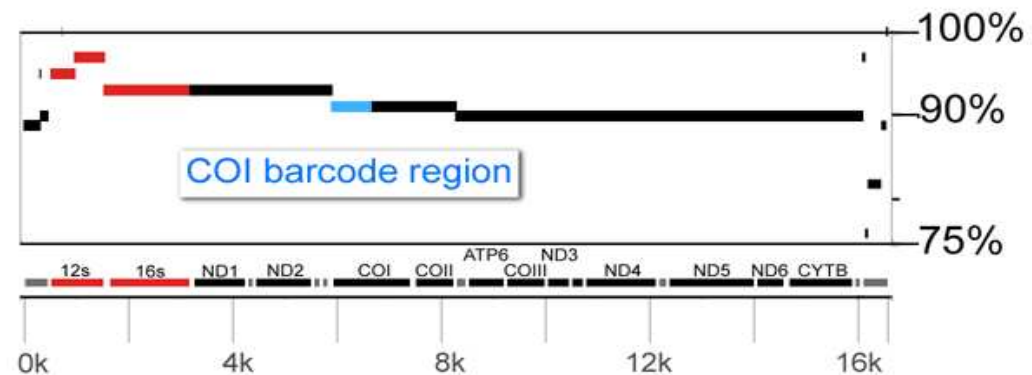 100%
90%
COI barcode region
75%
ATP6 ND3
12s 16s ND1 ND2 COI COII COIII ND4 ND5 ND6 CYTB
0k 4k 8k 12k 16k